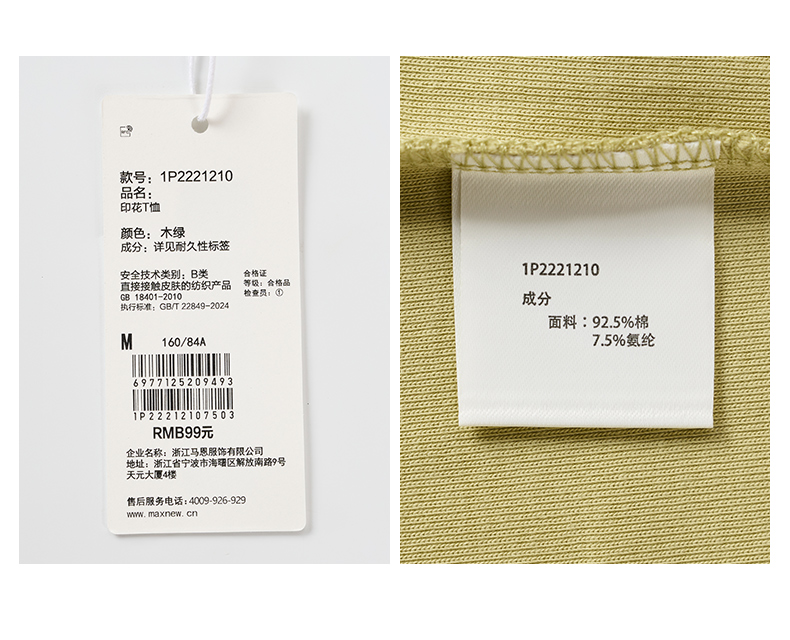 款号：1P2221210
品名：
印花T恤
颜色：木绿
成分：详见耐久性标签
安全技术类别：B类
直接接触皮肤的纺织产品
GB 18401-2010
执行标准：GB/T 22849-2024
合格证
等级：合格品
检查员：①
M 160/84A
6977125209493
1P22212107503
RMB99元
企业名称：浙江马恩服饰有限公司
地址：浙江省宁波市海曙区解放南路9号
天元大厦4楼
售后服务电话：4009-926-929
www.maxnew.cn
1P2221210
成分
面料：92.5%棉
7.5%氨纶